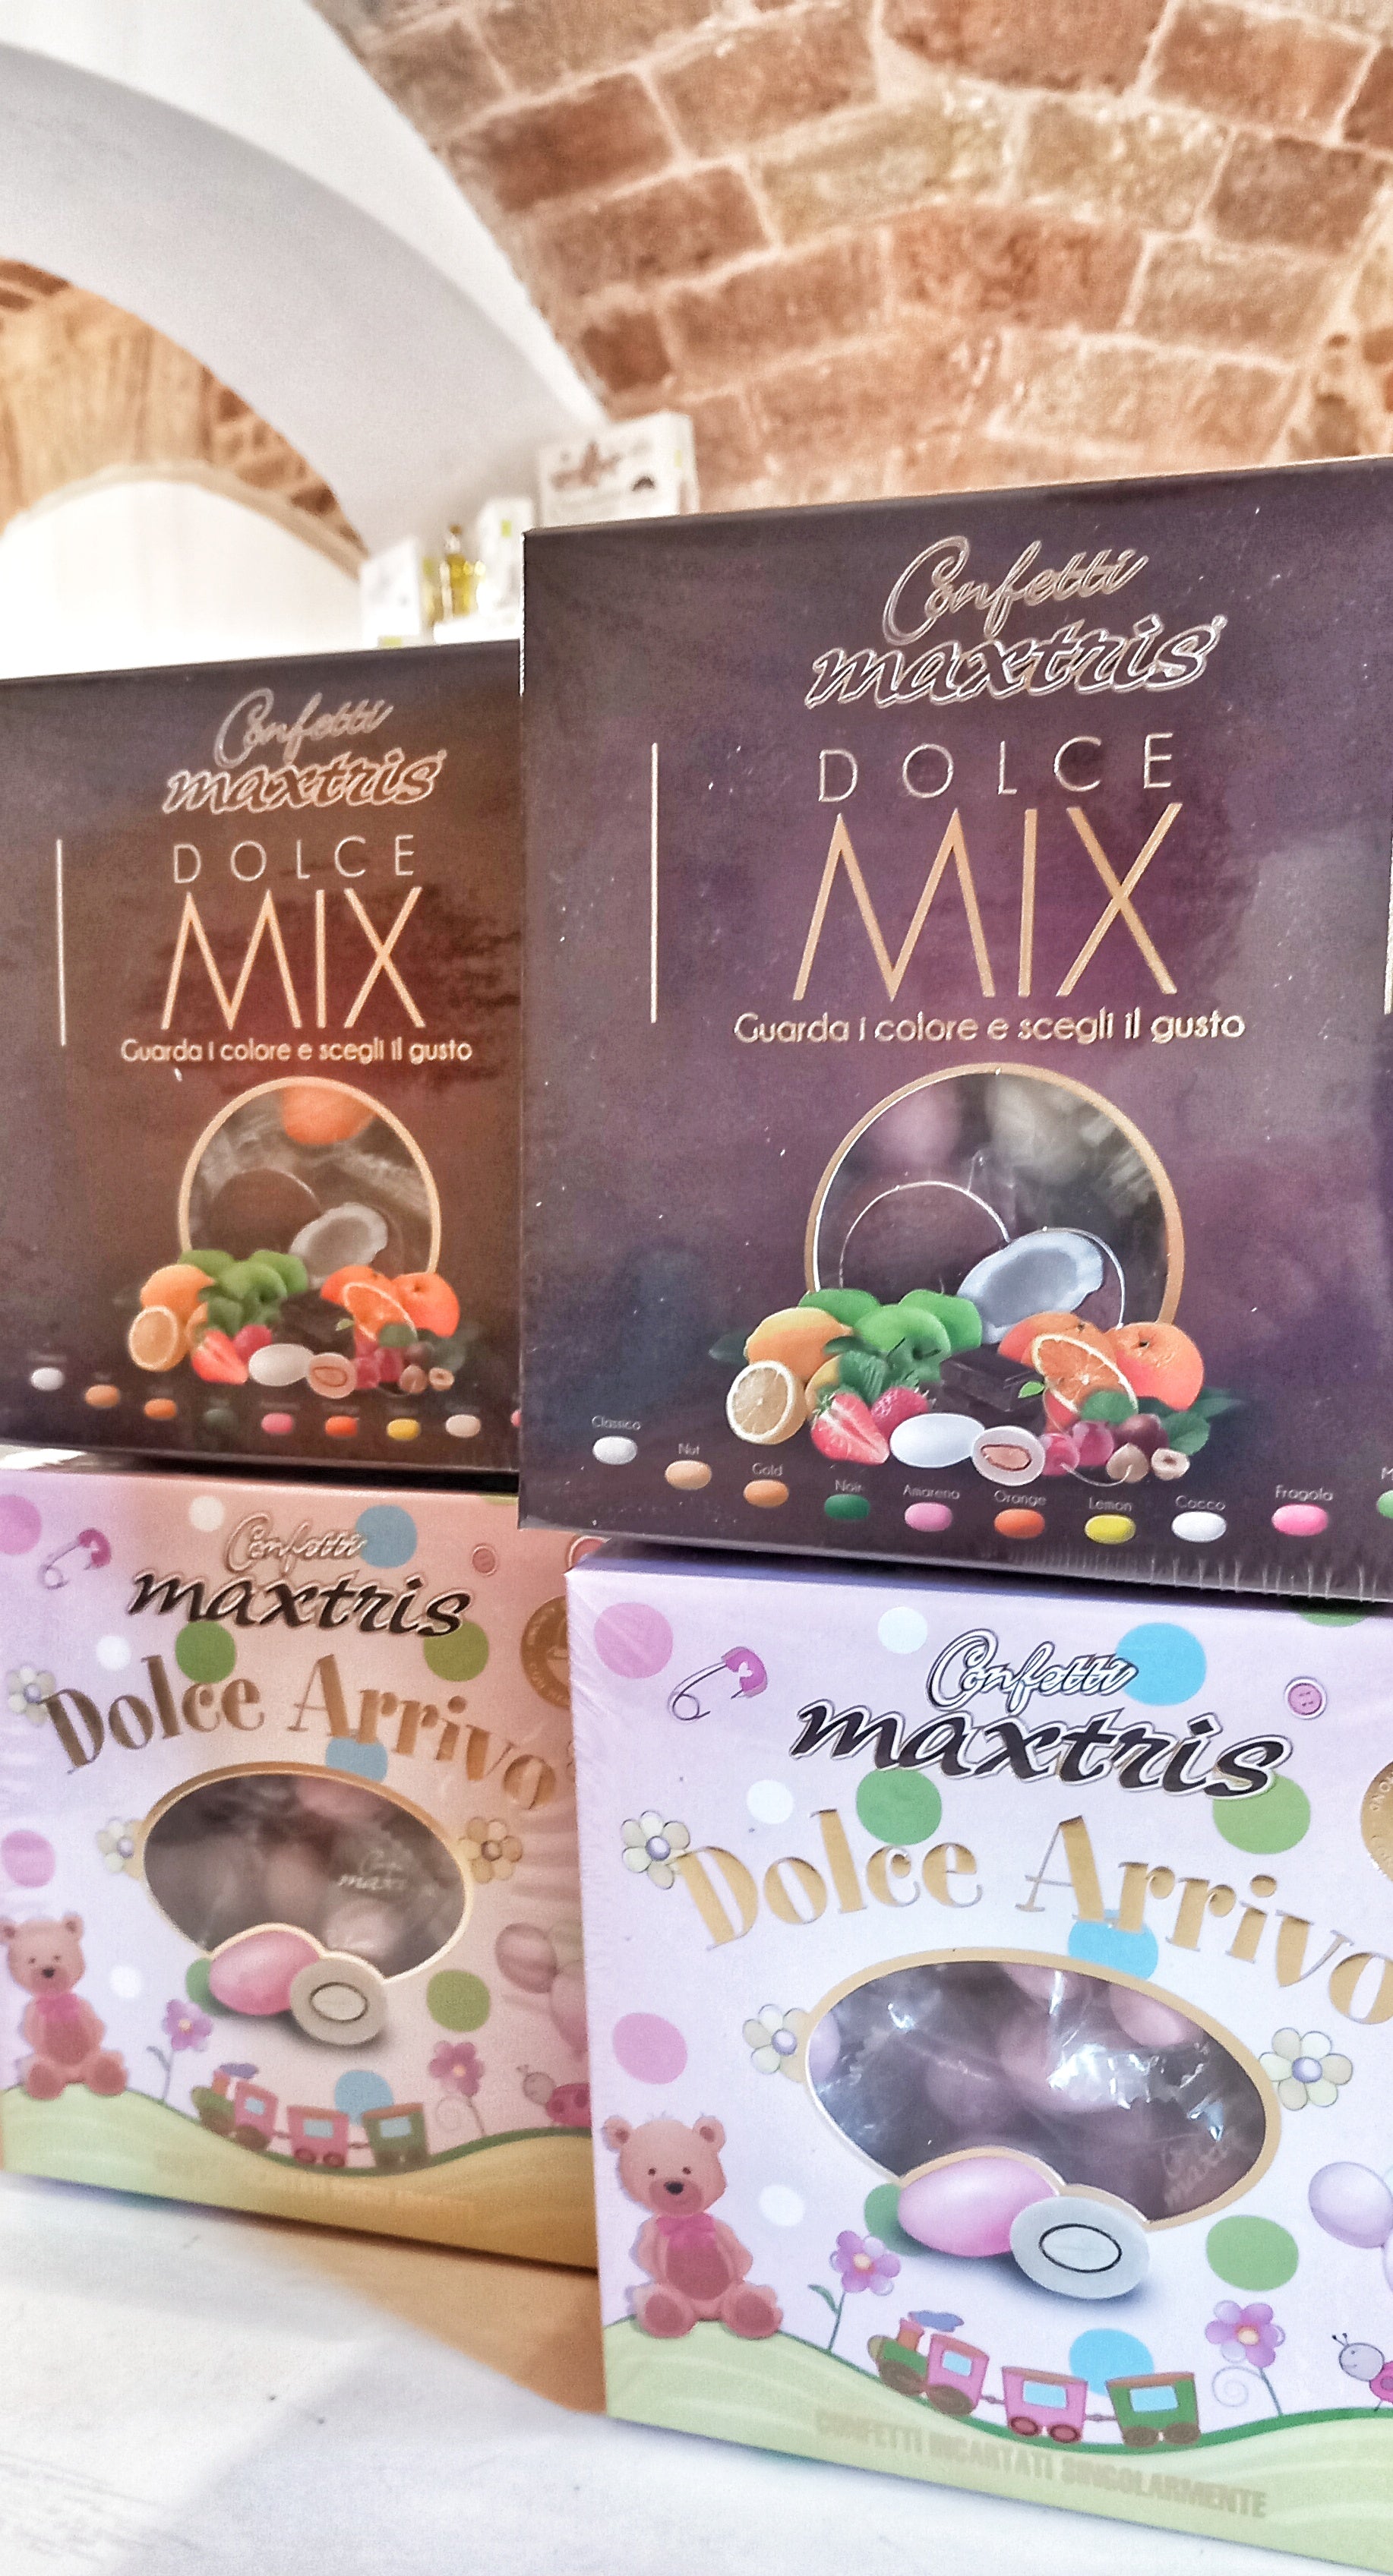 Confetti
maxtris
DOLCE
MIX
Guarda i colore e scegli il gusto
Confetti
maxtris
DOLCE
MIX
Guarda i colore e scegli il gusto
Classico
Nut
Gold
Noir
Amarena
Orange
Lemon
Cocco
Fragola
Confetti
maxtris
Dolce Arrivo
Confetti
maxtris
Dolce Arrivo
CONFETTI INCARTATI SINGOLARMENTE